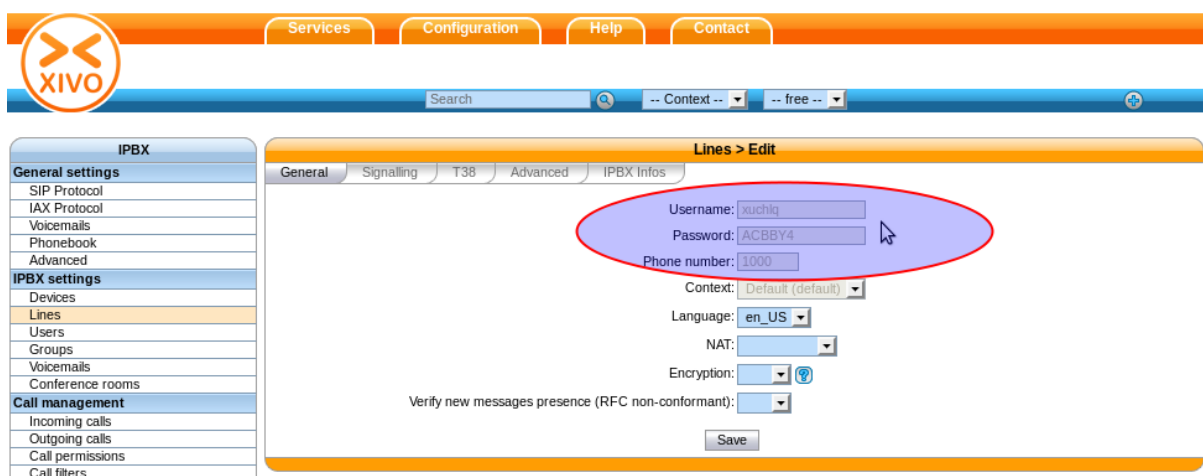 Services Configuration Help Contact
XIVO
Search -- Context -- -- free --
IPBX
General settings
SIP Protocol
IAX Protocol
Voicemails
Phonebook
Advanced
IPBX settings
Devices
Lines
Users
Groups
Voicemails
Conference rooms
Call management
Incoming calls
Outgoing calls
Call permissions
Call filters
Lines > Edit
General Signalling T38 Advanced IPBX Infos
Username: xuchlq
Password: ACBBY4
Phone number: 1000
Context: Default (default)
Language: en_US
NAT:
Encryption: ?
Verify new messages presence (RFC non-conformant):
Save